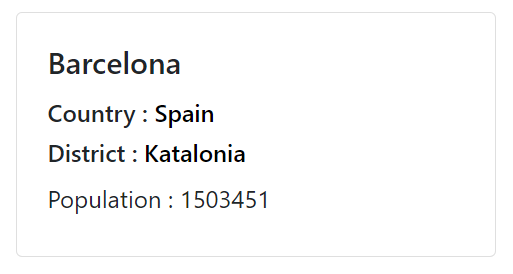 Barcelona
Country : Spain
District : Katalonia
Population : 1503451